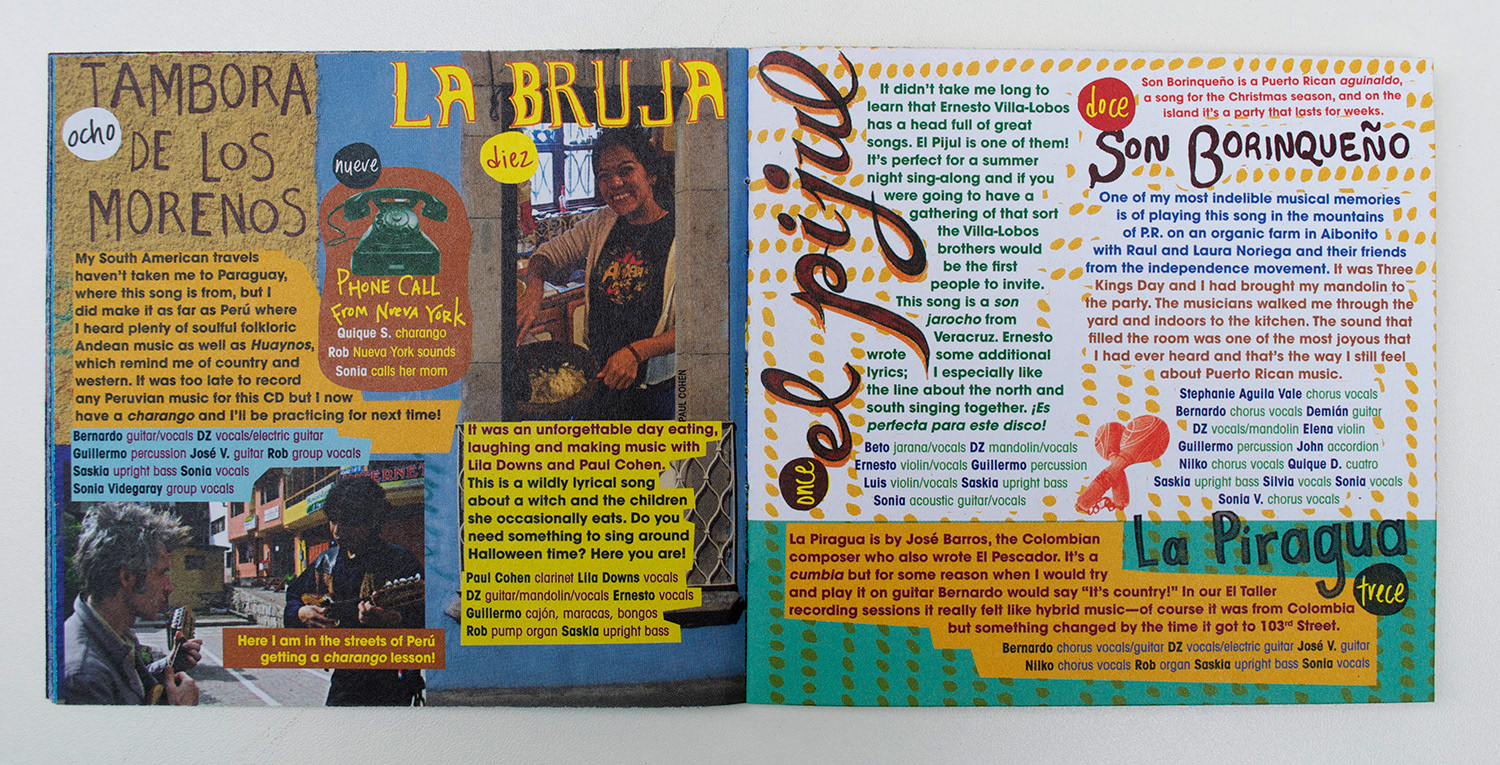 TAMBORA
ocho
DE LOS
MORENOS
My South American travels
haven't taken me to Paraguay,
where this song is from, but I
did make it as far as Perú where
I heard plenty of soulful folkloric
Andean music as well as Huaynos,
which remind me of country and
western. It was too late to record
any Peruvian music for this CD but I now
have a charango and I'll be practicing for next time!
Bernardo guitar/vocals DZ vocals/electric guitar
Guillermo percussion José V. guitar Rob group vocals
Saskia upright bass Sonia vocals
Sonia Videgaray group vocals
Here I am in the streets of Perú
getting a charango lesson!
nueve
PHONE CALL
FROM NUEVA YORK
Quique S. charango
Rob Nueva York sounds
Sonia calls her mom
LA BRUJA
diez
PAUL COHEN
It was an unforgettable day eating,
laughing and making music with
Lila Downs and Paul Cohen.
This is a wildly lyrical song
about a witch and the children
she occasionally eats. Do you
need something to sing around
Halloween time? Here you are!
Paul Cohen clarinet Lila Downs vocals
DZ guitar/mandolin/vocals Ernesto vocals
Guillermo cajón, maracas, bongos
Rob pump organ Saskia upright bass
el pijul
once
It didn't take me long to
learn that Ernesto Villa-Lobos
has a head full of great
songs. El Pijul is one of them!
It's perfect for a summer
night sing-along and if you
were going to have a
gathering of that sort
the Villa-Lobos
brothers would
be the first
people to invite.
This song is a son
jarocho from
Veracruz. Ernesto
wrote some additional
lyrics; I especially like
the line about the north and
south singing together. ¡Es
perfecta para este disco!
Beto jarana/vocals DZ mandolin/vocals
Ernesto violin/vocals Guillermo percussion
Luis violin/vocals Saskia upright bass
Sonia acoustic guitar/vocals
doce
Son Borinqueño is a Puerto Rican aguinaldo,
a song for the Christmas season, and on the
island it's a party that lasts for weeks.
SON BORINQUEÑO
One of my most indelible musical memories
is of playing this song in the mountains
of P.R. on an organic farm in Aibonito
with Raul and Laura Noriega and their friends
from the independence movement. It was Three
Kings Day and I had brought my mandolin to
the party. The musicians walked me through the
yard and indoors to the kitchen. The sound that
filled the room was one of the most joyous that
I had ever heard and that's the way I still feel
about Puerto Rican music.
Stephanie Aguila Vale chorus vocals
Bernardo chorus vocals Demián guitar
DZ vocals/mandolin Elena violin
Guillermo percussion John accordion
Nilko chorus vocals Quique D. cuatro
Saskia upright bass Silvia vocals Sonia vocals
Sonia V. chorus vocals
La Piragua
trece
La Piragua is by José Barros, the Colombian
composer who also wrote El Pescador. It's a
cumbia but for some reason when I would try
and play it on guitar Bernardo would say "It's country!" In our El Taller
recording sessions it really felt like hybrid music—of course it was from Colombia
but something changed by the time it got to 103rd Street.
Bernardo chorus vocals/guitar DZ vocals/electric guitar José V. guitar
Nilko chorus vocals Rob organ Saskia upright bass Sonia vocals